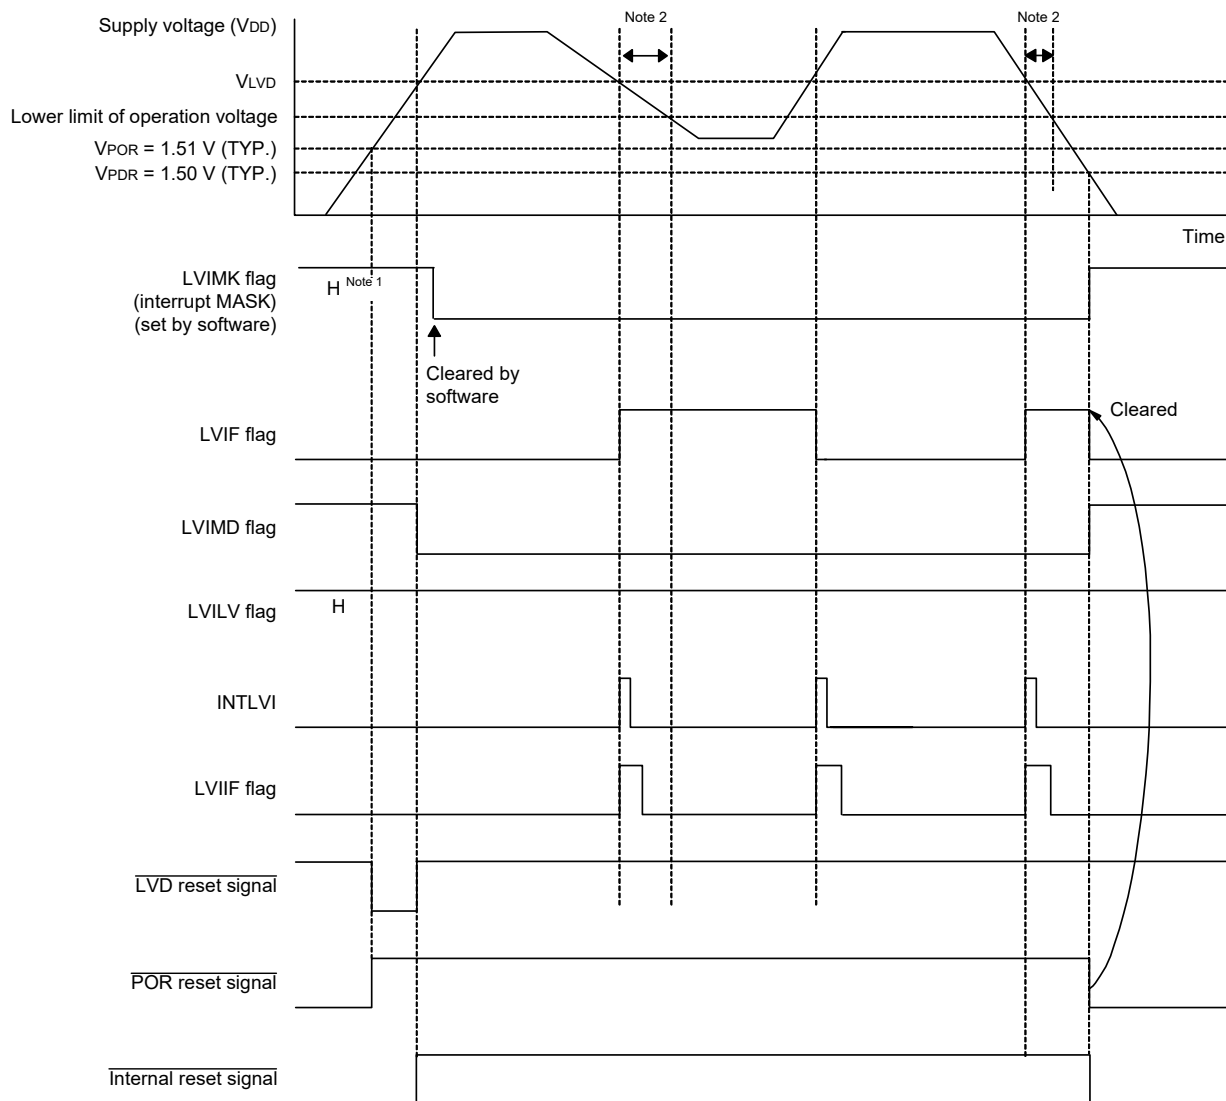 Note 2
Note 2
Supply voltage (VDD)
VLVD
Lower limit of operation voltage
VPOR = 1.51 V (TYP.)
VPDR = 1.50 V (TYP.)
Time
LVIMK flag
(interrupt MASK)
(set by software)
H Note 1
Cleared by
software
Cleared
LVIF flag
LVIMD flag
LVILV flag
H
INTLVI
LVIIF flag
LVD reset signal
POR reset signal
Internal reset signal